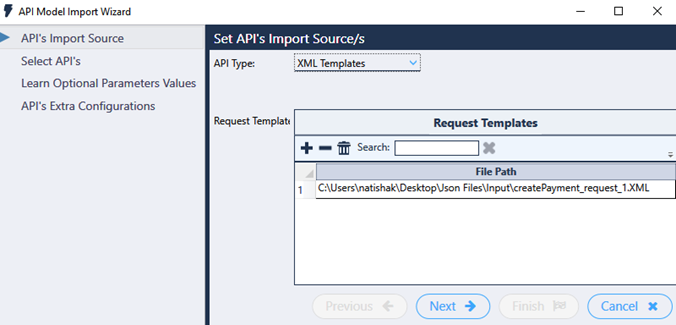 API Model Import Wizard
API's Import Source
Select API's
Learn Optional Parameters Values
API's Extra Configurations
Set API's Import Source/s
API Type:
XML Templates
Request Template
Request Templates
Search:
File Path
1
C:\Users\natishak\Desktop\Json Files\Input\createPayment_request_1.XML
Previous
Next
Finish
Cancel